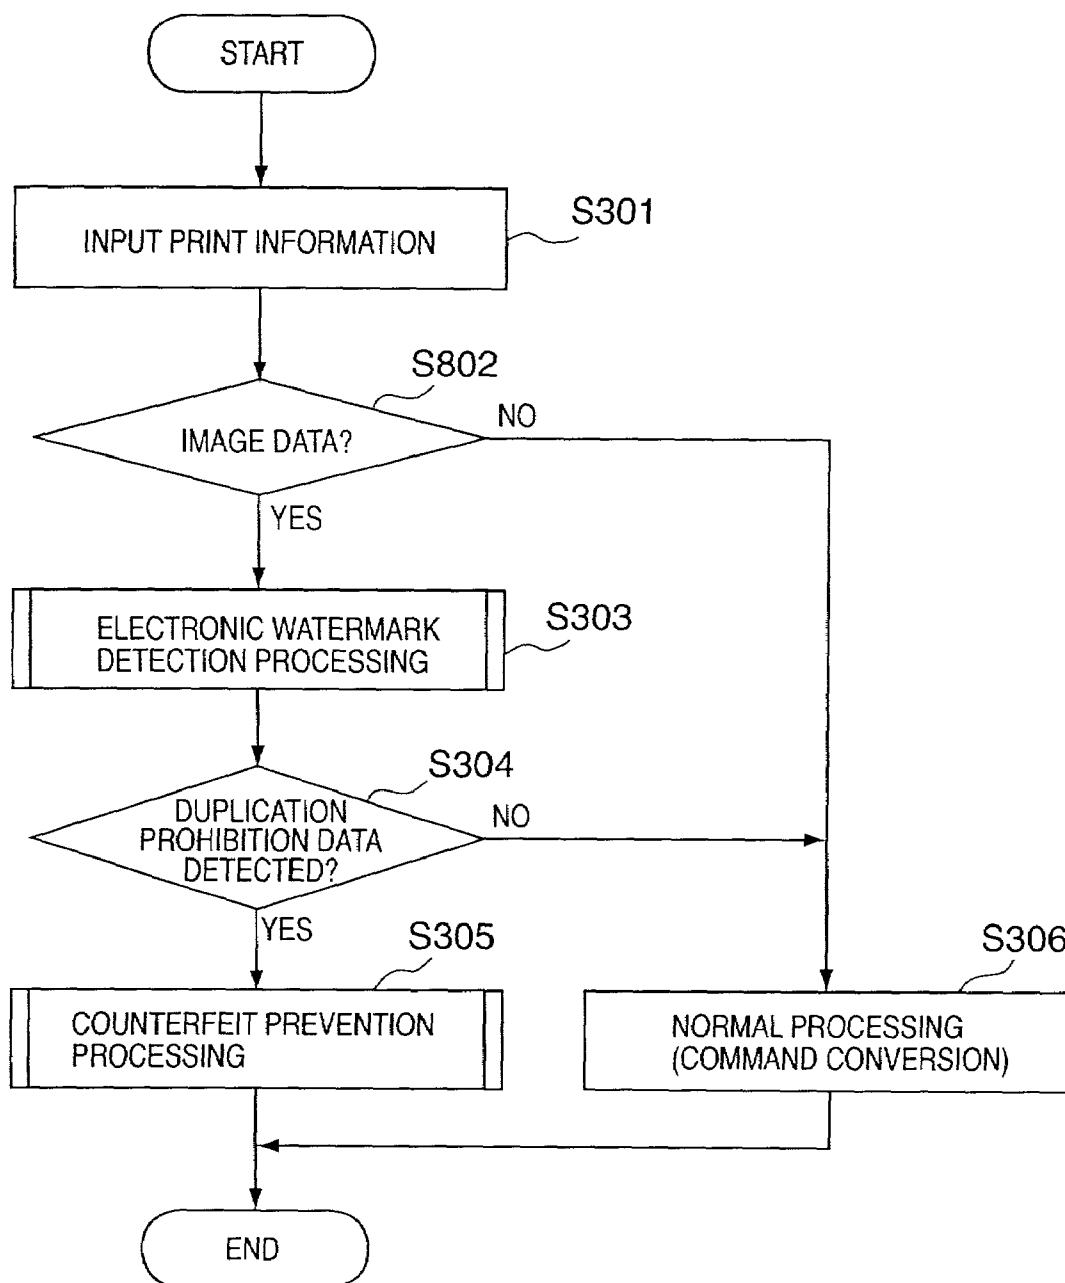 START
INPUT PRINT INFORMATION
S301
S802
IMAGE DATA?
NO
YES
ELECTRONIC WATERMARK
DETECTION PROCESSING
S303
S304
DUPLICATION
PROHIBITION DATA
DETECTED?
NO
YES
S305
COUNTERFEIT PREVENTION
PROCESSING
S306
NORMAL PROCESSING
(COMMAND CONVERSION)
END